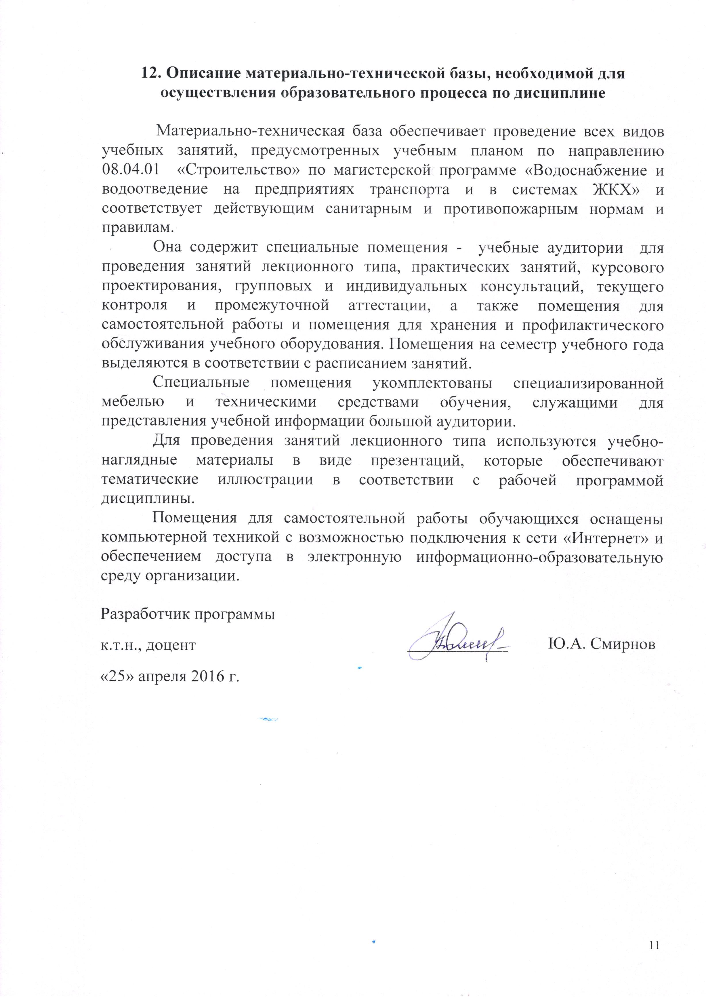 12. Описание материально-технической базы, необходимой для
осуществления образовательного процесса по дисциплине
Материально-техническая база обеспечивает проведение всех видов
учебных занятий, предусмотренных учебным планом по направлению
08.04.01 «Строительство» по магистерской программе «Водоснабжение и
водоотведение на предприятиях транспорта и в системах ЖКХ» и
соответствует действующим санитарным и противопожарным нормам и
правилам.
Она содержит специальные помещения - учебные аудитории для
проведения занятий лекционного типа, практических занятий, курсового
проектирования, групповых и индивидуальных консультаций, текущего
контроля и промежуточной аттестации, а также помещения для
самостоятельной работы и помещения для хранения и профилактического
обслуживания учебного оборудования. Помещения на семестр учебного года
выделяются в соответствии с расписанием занятий.
Специальные помещения укомплектованы специализированной
мебелью и техническими средствами обучения, служащими для
представления учебной информации большой аудитории.
Для проведения занятий лекционного типа используются учебно-
наглядные материалы в виде презентаций, которые обеспечивают
тематические иллюстрации в соответствии с рабочей программой
дисциплины.
Помещения для самостоятельной работы обучающихся оснащены
компьютерной техникой с возможностью подключения к сети «Интернет» и
обеспечением доступа в электронную информационно-образовательную
среду организации.
Разработчик программы
к.т.н., доцент Ю.А. Смирнов
«25» апреля 2016 г.
11